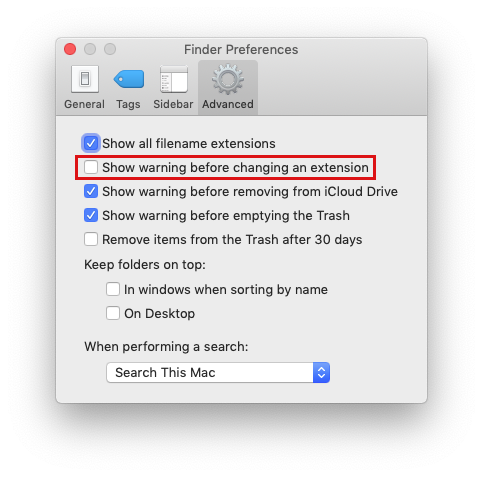 Finder Preferences
General Tags Sidebar Advanced
Show all filename extensions
Show warning before changing an extension
Show warning before removing from iCloud Drive
Show warning before emptying the Trash
Remove items from the Trash after 30 days
Keep folders on top:
In windows when sorting by name
On Desktop
When performing a search:
Search This Mac